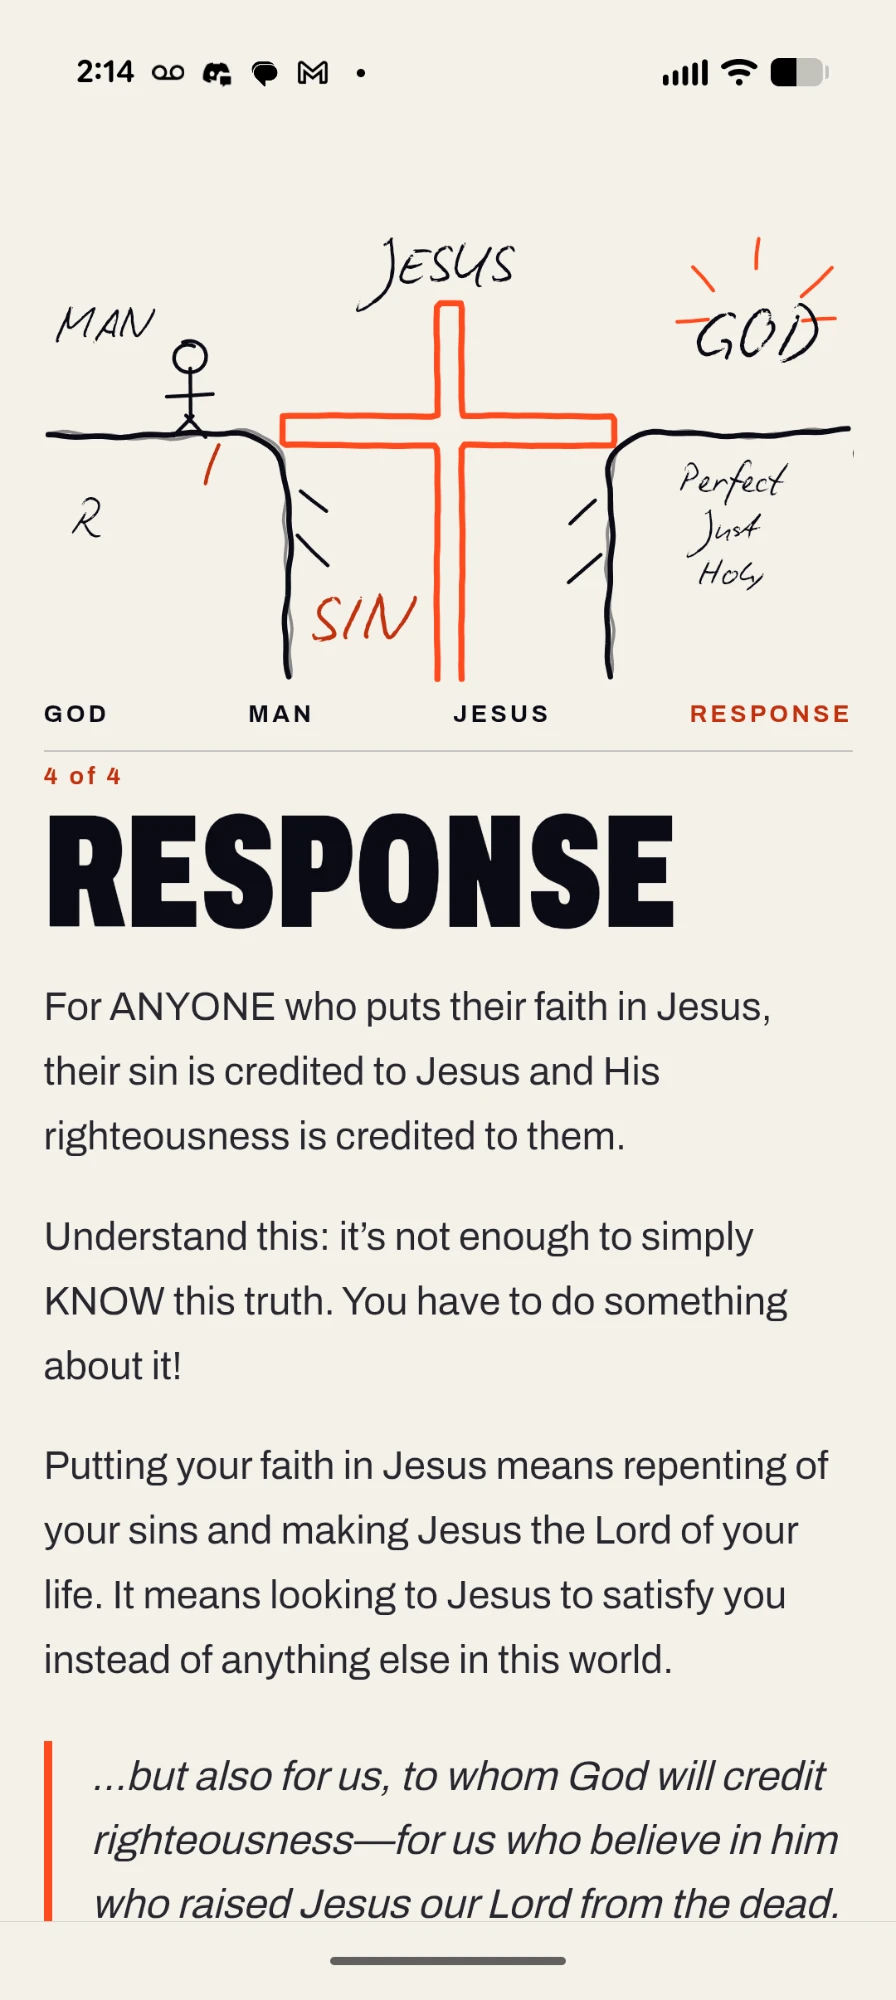 2:14
JESUS
MAN
GOD
R
Perfect
Just
Holy
SIN
GOD MAN JESUS RESPONSE
4 of 4
RESPONSE
For ANYONE who puts their faith in Jesus,
their sin is credited to Jesus and His
righteousness is credited to them.
Understand this: it’s not enough to simply
KNOW this truth. You have to do something
about it!
Putting your faith in Jesus means repenting of
your sins and making Jesus the Lord of your
life. It means looking to Jesus to satisfy you
instead of anything else in this world.
...but also for us, to whom God will credit
righteousness—for us who believe in him
who raised Jesus our Lord from the dead.